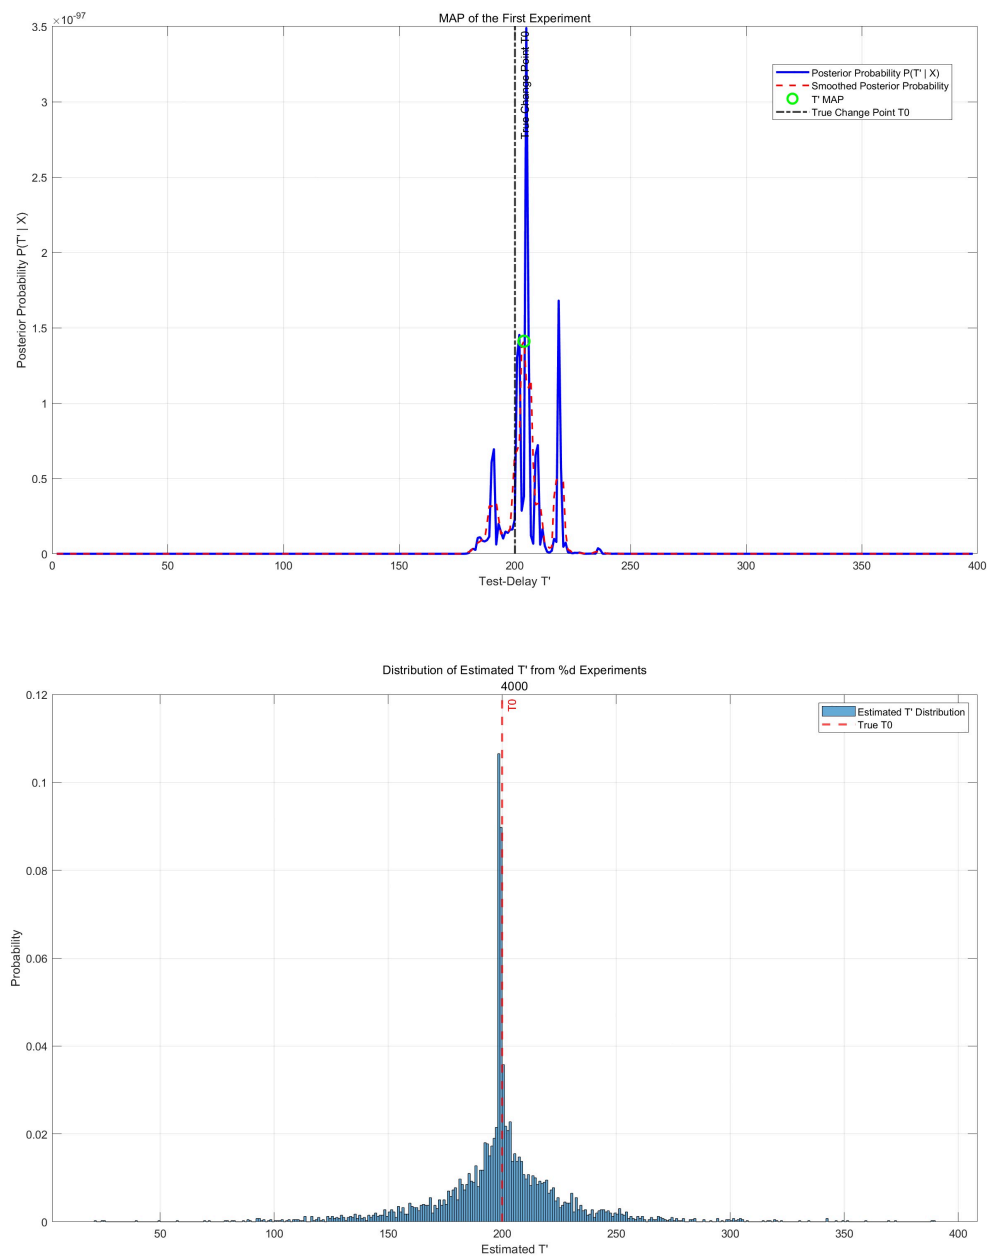 MAP of the First Experiment
×10^-97
3.5
3
2.5
2
1.5
1
0.5
0
Posterior Probability P(T' | X)
True Change Point T0
Posterior Probability P(T' | X)
Smoothed Posterior Probability
T' MAP
True Change Point T0
0 50 100 150 200 250 300 350 400
Test-Delay T'
Distribution of Estimated T' from %d Experiments
4000
0.12
0.1
0.08
0.06
0.04
0.02
0
Probability
T0
Estimated T' Distribution
True T0
50 100 150 200 250 300 350 400
Estimated T'